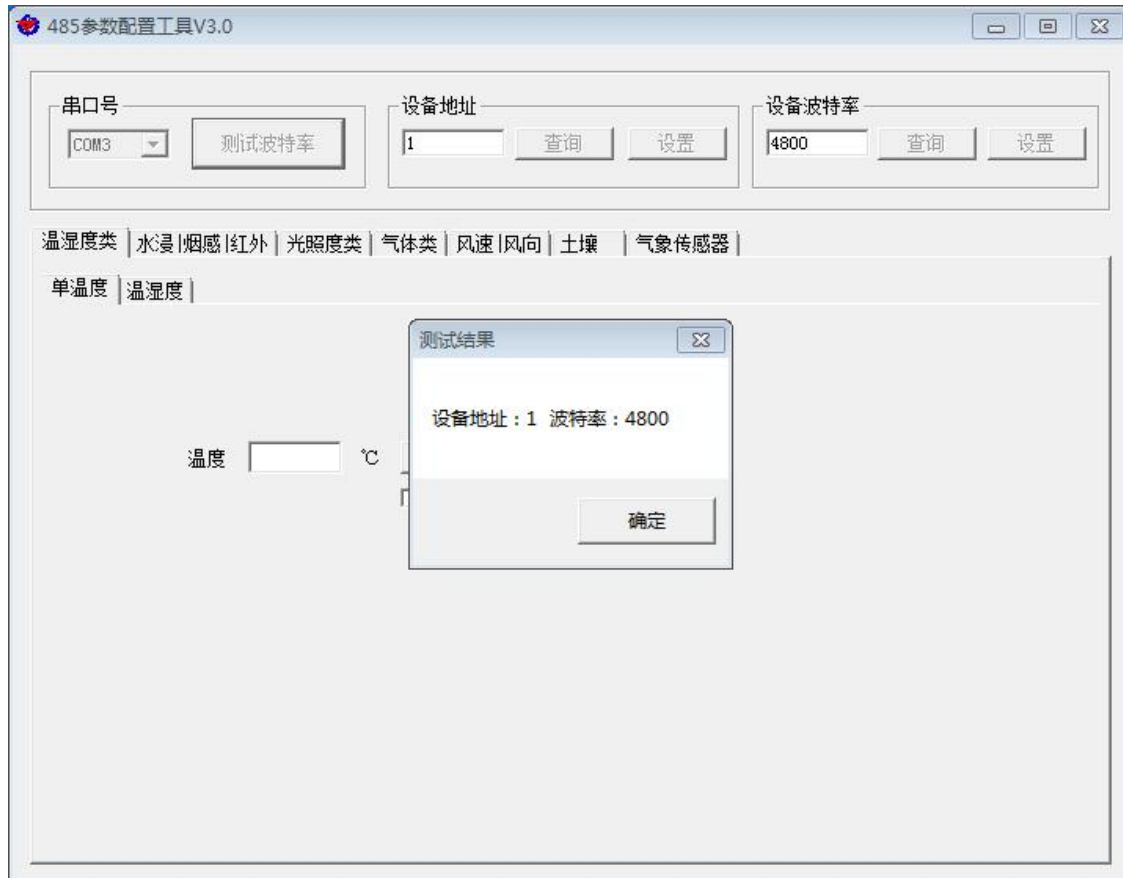 485参数配置工具V3.0
串口号
设备地址
设备波特率
COM3
测试波特率
1
查询
设置
4800
查询
设置
温湿度类
水浸|烟感|红外
光照度类
气体类
风速|风向
土壤
气象传感器
单温度
温湿度
测试结果
设备地址：1 波特率：4800
温度
℃
确定